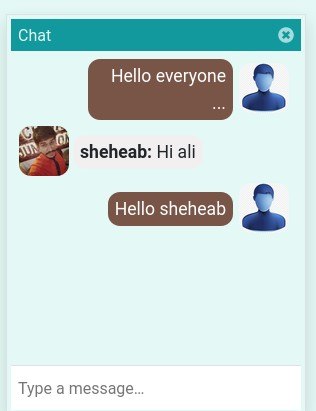 Chat
Hello everyone
...
sheheab: Hi ali
Hello sheheab
Type a message...